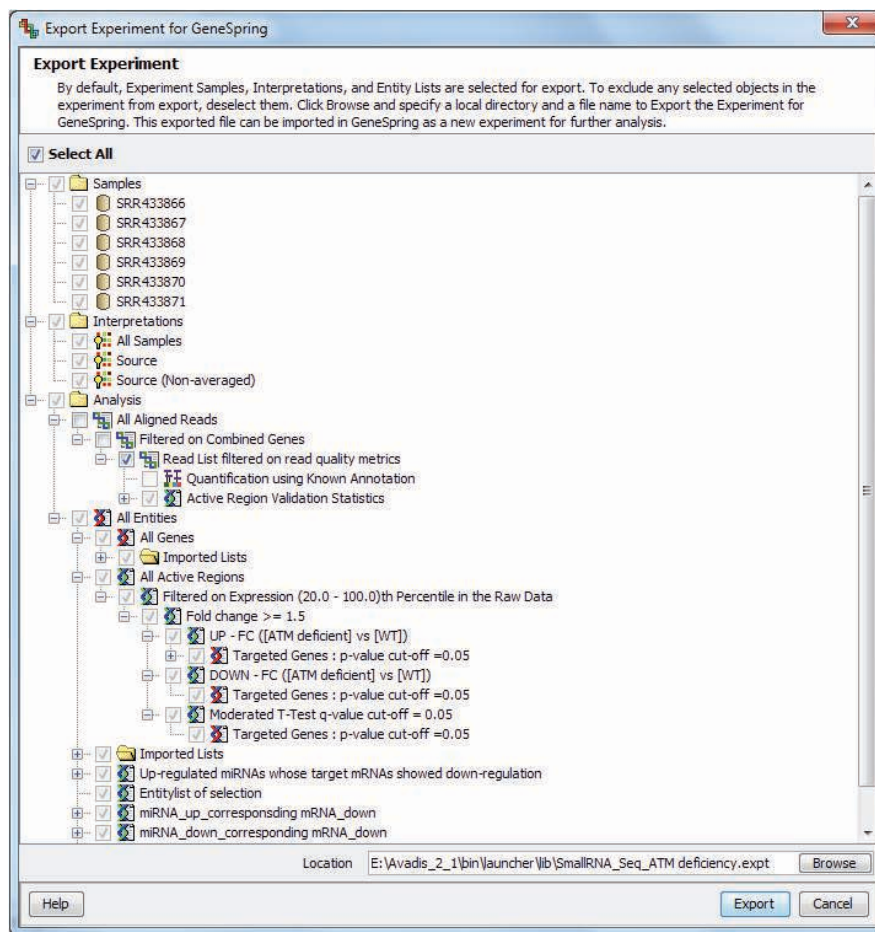 Export Experiment for GeneSpring
Export Experiment
By default, Experiment Samples, Interpretations, and Entity Lists are selected for export. To exclude any selected objects in the
experiment from export, deselect them. Click Browse and specify a local directory and a file name to Export the Experiment for
GeneSpring. This exported file can be imported in GeneSpring as a new experiment for further analysis.
Select All
Samples
SRR433866
SRR433867
SRR433868
SRR433869
SRR433870
SRR433871
Interpretations
All Samples
Source
Source (Non-averaged)
Analysis
All Aligned Reads
Filtered on Combined Genes
Read List filtered on read quality metrics
Quantification using Known Annotation
Active Region Validation Statistics
All Entities
All Genes
Imported Lists
All Active Regions
Filtered on Expression (20.0 - 100.0)th Percentile in the Raw Data
Fold change >= 1.5
UP - FC ([ATM deficient] vs [WT])
Targeted Genes : p-value cut-off =0.05
DOWN - FC ([ATM deficient] vs [WT])
Targeted Genes : p-value cut-off =0.05
Moderated T-Test q-value cut-off = 0.05
Targeted Genes : p-value cut-off =0.05
Imported Lists
Up-regulated miRNAs whose target mRNAs showed down-regulation
Entitylist of selection
miRNA_up_corresponsding mRNA_down
miRNA_down_corresponding mRNA_down
Location E:\Avadis_2_1\bin\launcher\lib\SmallRNA_Seq_ATM deficiency.expt Browse
Help Export Cancel